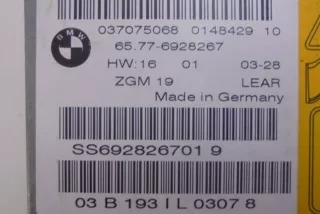 BMW
037075068 0148429 10
65.77-6928267
HW:16 01 03-28
ZGM 19 LEAR
Made in Germany
SS692826701 9
03 B 193 I L 0307 8